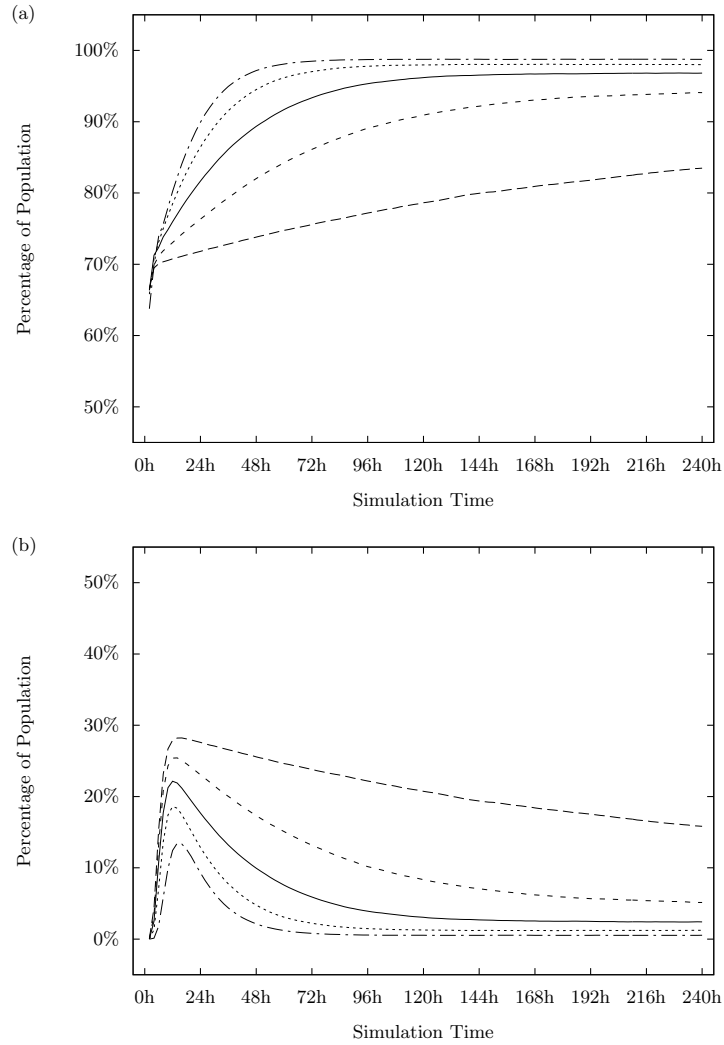 (a)
100%
90%
80%
70%
60%
50%
Percentage of Population
0h 24h 48h 72h 96h 120h 144h 168h 192h 216h 240h
Simulation Time
(b)
50%
40%
30%
20%
10%
0%
Percentage of Population
0h 24h 48h 72h 96h 120h 144h 168h 192h 216h 240h
Simulation Time